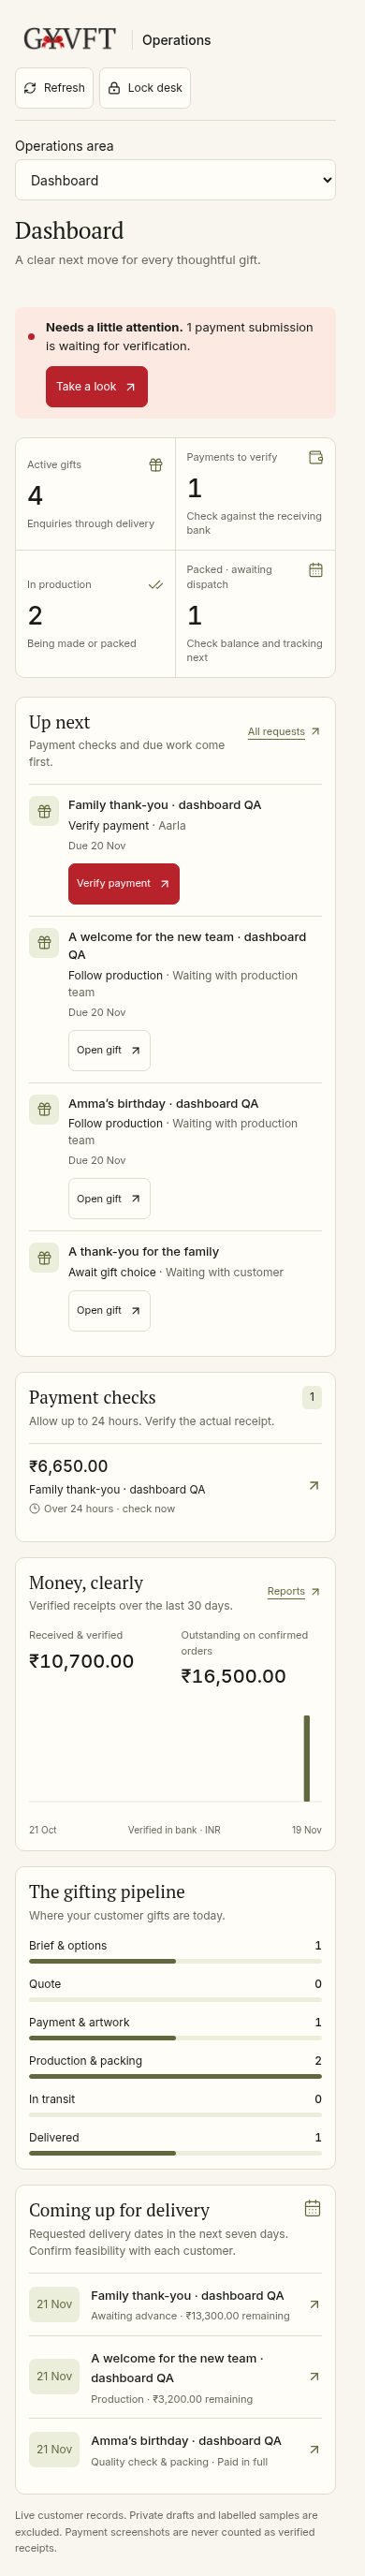 GYVFT
Operations
Refresh
Lock desk
Operations area
Dashboard
Dashboard
A clear next move for every thoughtful gift.
Needs a little attention. 1 payment submission
is waiting for verification.
Take a look
Active gifts
4
Enquiries through delivery
Payments to verify
1
Check against the receiving
bank
In production
2
Being made or packed
Packed · awaiting
dispatch
1
Check balance and tracking
next
Up next
All requests
Payment checks and due work come
first.
Family thank-you · dashboard QA
Verify payment · Aarla
Due 20 Nov
Verify payment
A welcome for the new team · dashboard
QA
Follow production · Waiting with production
team
Due 20 Nov
Open gift
Amma’s birthday · dashboard QA
Follow production · Waiting with production
team
Due 20 Nov
Open gift
A thank-you for the family
Await gift choice · Waiting with customer
Open gift
Payment checks
1
Allow up to 24 hours. Verify the actual receipt.
₹6,650.00
Family thank-you · dashboard QA
Over 24 hours · check now
Money, clearly
Reports
Verified receipts over the last 30 days.
Received & verified
₹10,700.00
Outstanding on confirmed
orders
₹16,500.00
21 Oct
Verified in bank · INR
19 Nov
The gifting pipeline
Where your customer gifts are today.
Brief & options 1
Quote 0
Payment & artwork 1
Production & packing 2
In transit 0
Delivered 1
Coming up for delivery
Requested delivery dates in the next seven days.
Confirm feasibility with each customer.
21 Nov
Family thank-you · dashboard QA
Awaiting advance · ₹13,300.00 remaining
21 Nov
A welcome for the new team ·
dashboard QA
Production · ₹3,200.00 remaining
21 Nov
Amma’s birthday · dashboard QA
Quality check & packing · Paid in full
Live customer records. Private drafts and labelled samples are
excluded. Payment screenshots are never counted as verified
receipts.